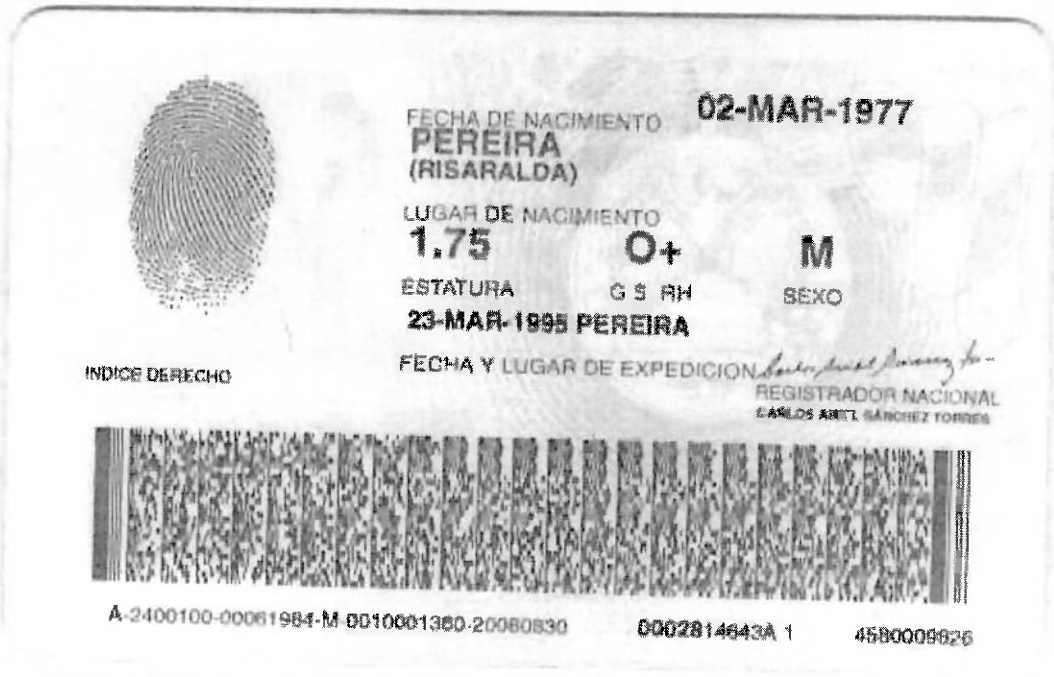 FECHA DE NACIMIENTO 02-MAR-1977
PEREIRA
(RISARALDA)
LUGAR DE NACIMIENTO
1.75 O+ M
ESTATURA G S RH SEXO
23-MAR-1995 PEREIRA
FECHA Y LUGAR DE EXPEDICION
INDICE DERECHO
REGISTRADOR NACIONAL
CARLOS ARIEL SÁNCHEZ TORRES
A-2400100-00061984-M-0010001380-20080830 0002814643A 1 4580009826